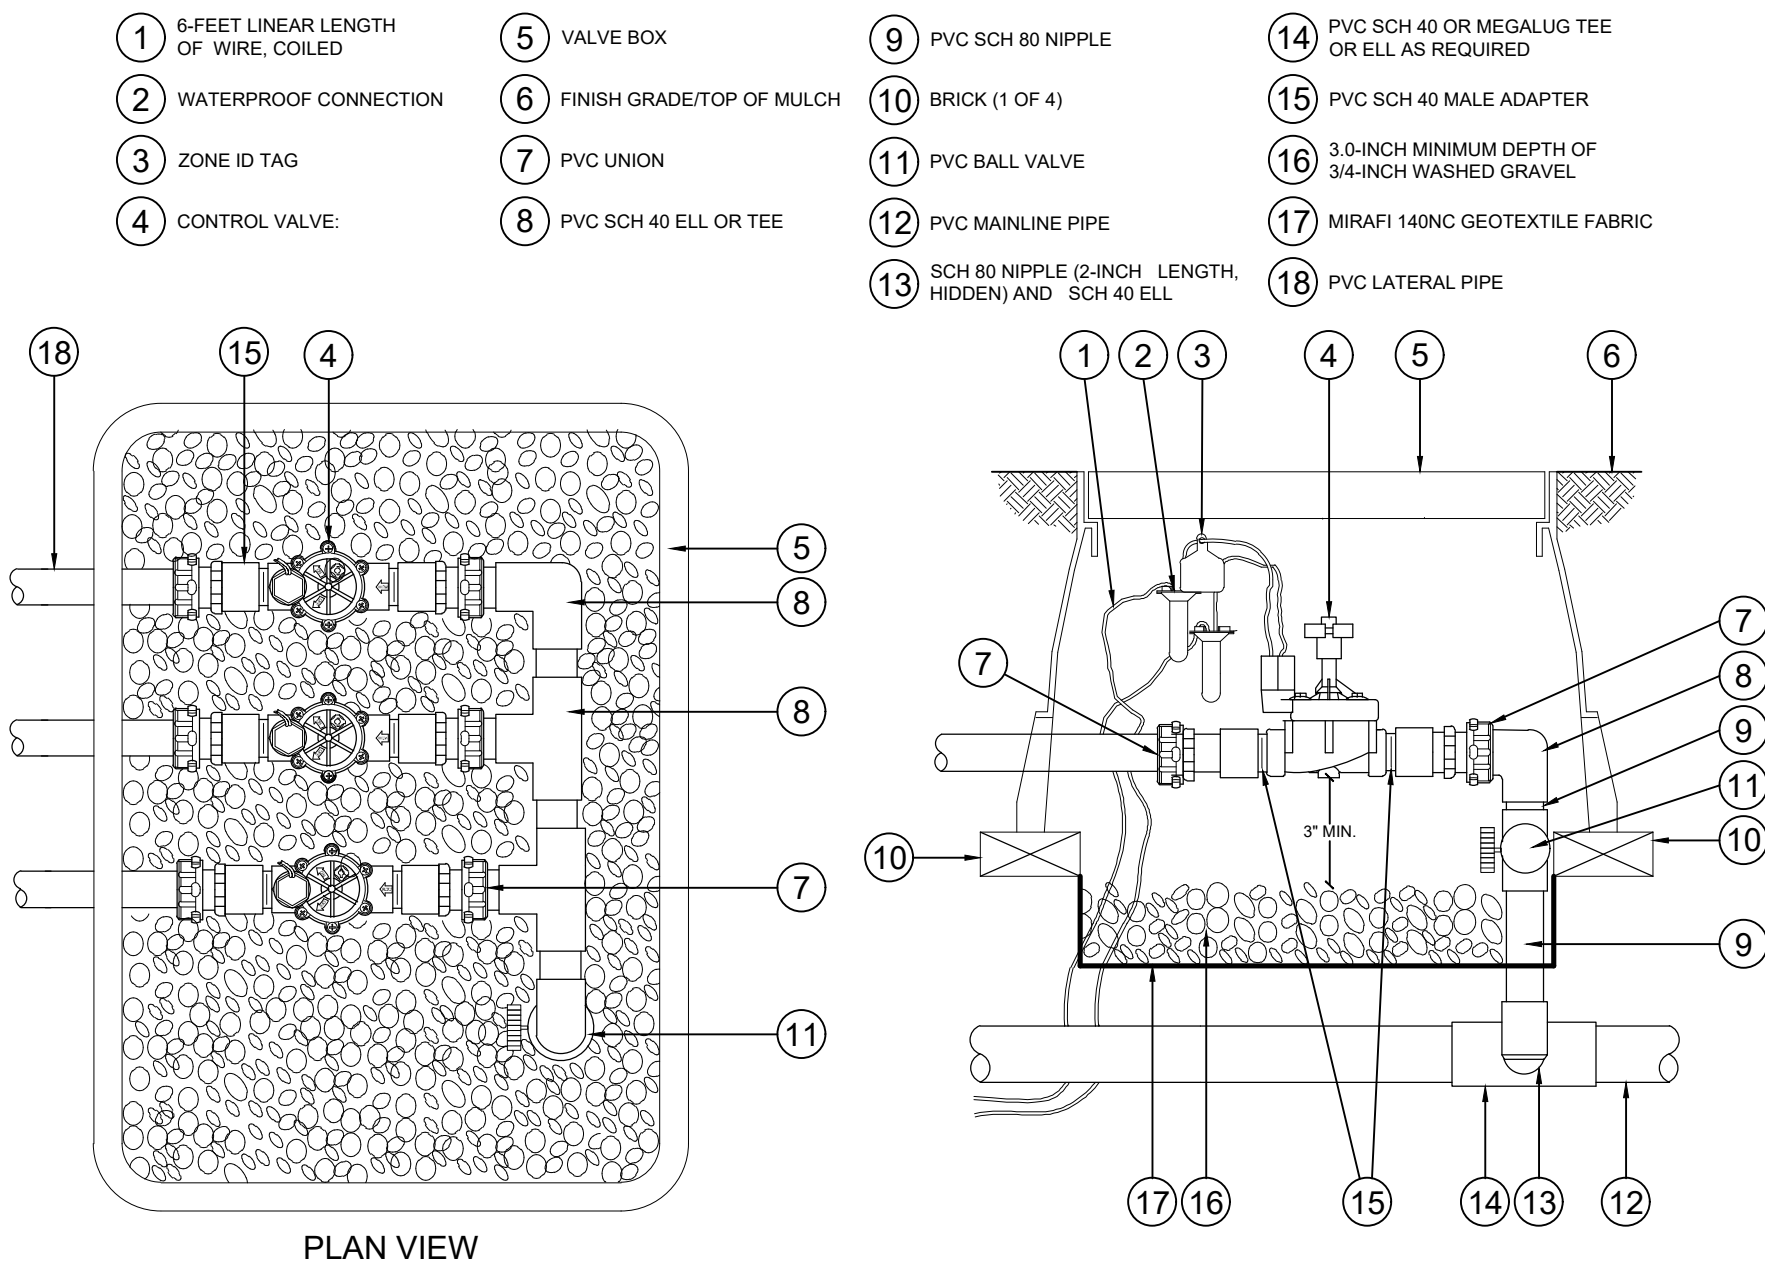 1 6-FEET LINEAR LENGTH
OF WIRE, COILED
2 WATERPROOF CONNECTION
3 ZONE ID TAG
4 CONTROL VALVE:
5 VALVE BOX
6 FINISH GRADE/TOP OF MULCH
7 PVC UNION
8 PVC SCH 40 ELL OR TEE
9 PVC SCH 80 NIPPLE
10 BRICK (1 OF 4)
11 PVC BALL VALVE
12 PVC MAINLINE PIPE
13 SCH 80 NIPPLE (2-INCH LENGTH,
HIDDEN) AND SCH 40 ELL
14 PVC SCH 40 OR MEGALUG TEE
OR ELL AS REQUIRED
15 PVC SCH 40 MALE ADAPTER
16 3.0-INCH MINIMUM DEPTH OF
3/4-INCH WASHED GRAVEL
17 MIRAFI 140NC GEOTEXTILE FABRIC
18 PVC LATERAL PIPE
18 15 4
5
8
8
7
11
PLAN VIEW
1 2 3 4 5 6
7
7
8
9
11
10
10
9
3" MIN.
17 16 15 14 13 12